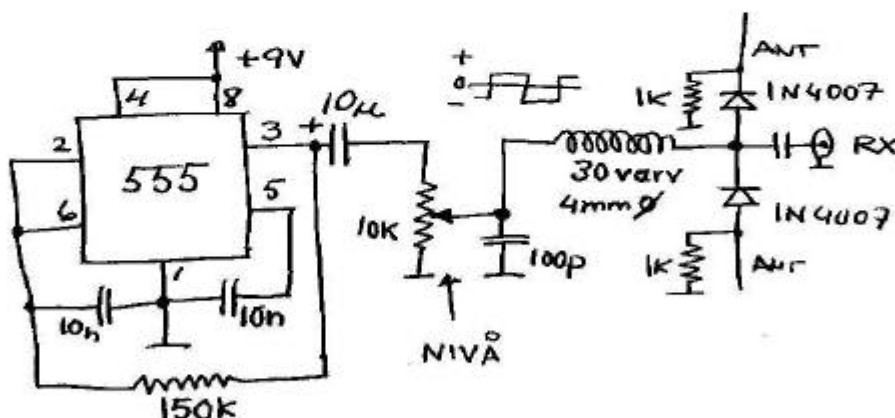 +9V
4
8
10µ
+
0
-
ANT
1K
1N4007
2
3
+
555
RX
6
5
10K
30 varv
4mm Ø
1N4007
1
100p
1K
ANT
10n
10n
NIVÅ
150K